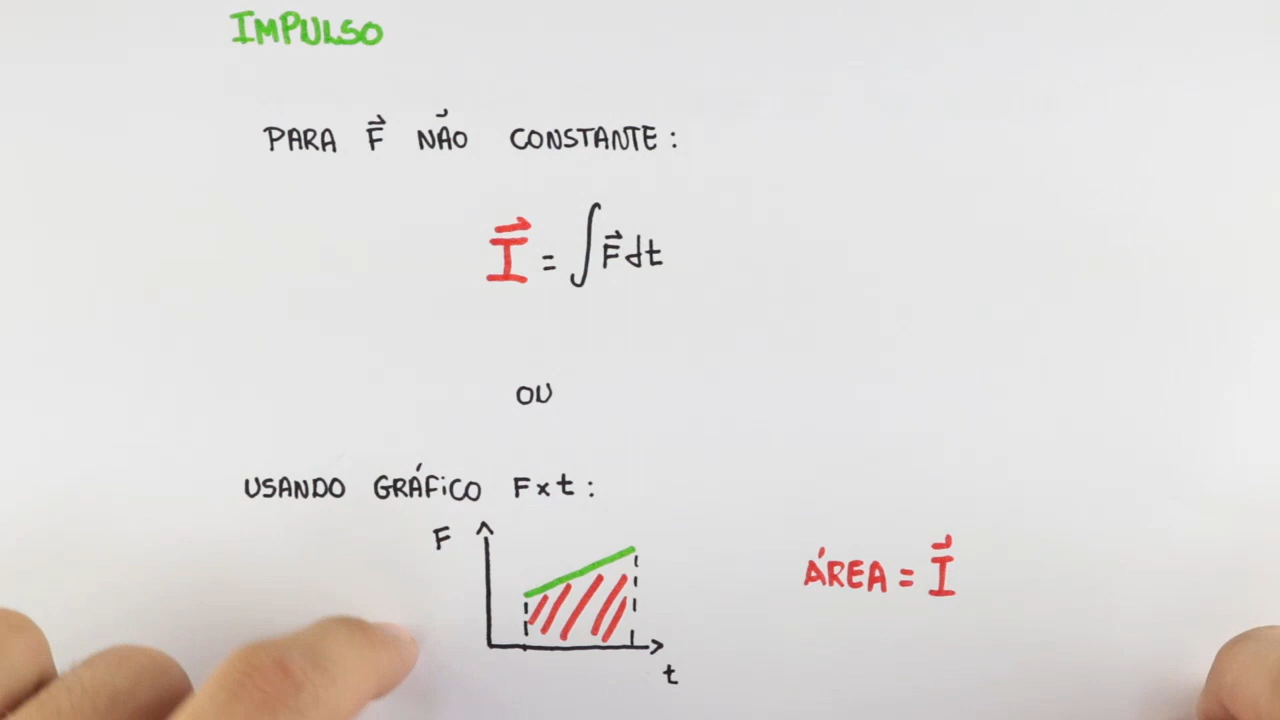 IMPULSO
PARA F⃗ NÃO CONSTANTE:
I⃗ = ∫F⃗dt
OU
USANDO GRÁFiCO F×t:
F
ÁREA = I⃗
t